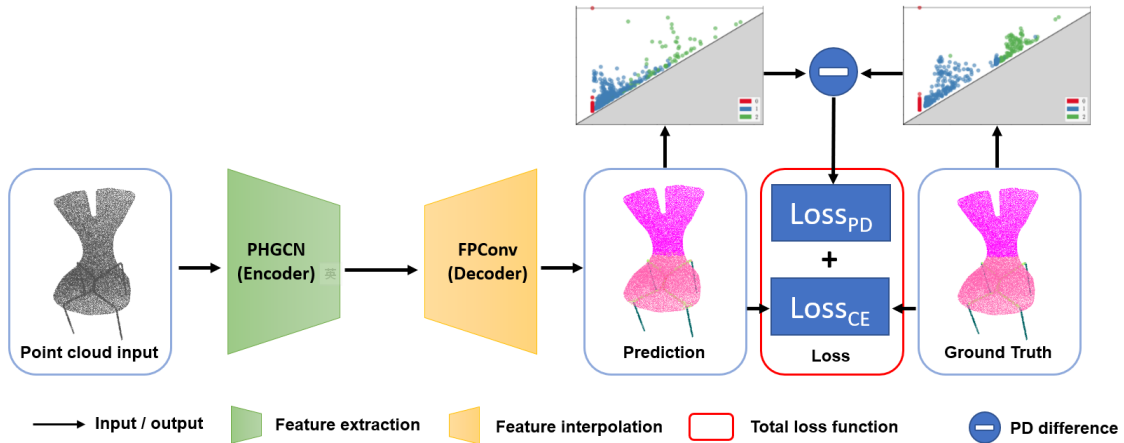 0
1
2
0
1
2
PHGCN
(Encoder)
英
FPConv
(Decoder)
Loss_PD
+
Loss_CE
Point cloud input
Prediction
Loss
Ground Truth
Input / output
Feature extraction
Feature interpolation
Total loss function
PD difference